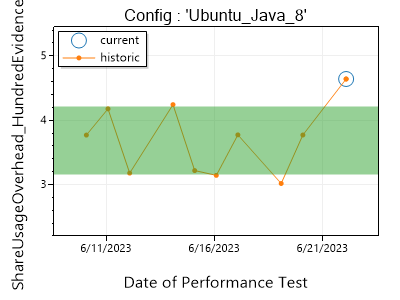 Config : 'Ubuntu_Java_8'
current
historic
ShareUsageOverhead_HundredEvidence
5
4
3
6/11/2023
6/16/2023
6/21/2023
Date of Performance Test